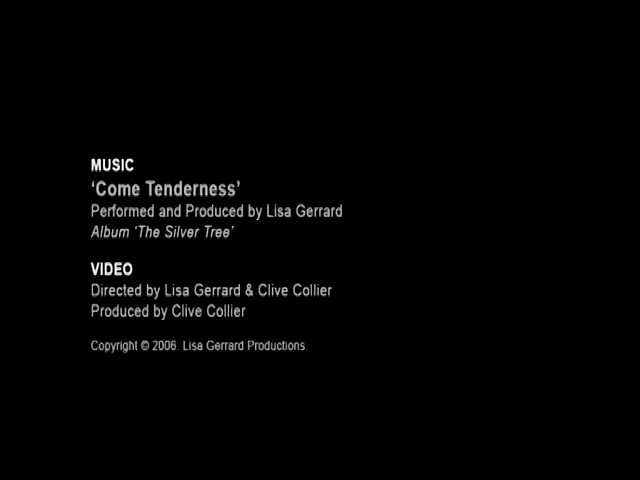 MUSIC
‘Come Tenderness’
Performed and Produced by Lisa Gerrard
Album ‘The Silver Tree’
VIDEO
Directed by Lisa Gerrard & Clive Collier
Produced by Clive Collier
Copyright © 2006. Lisa Gerrard Productions.